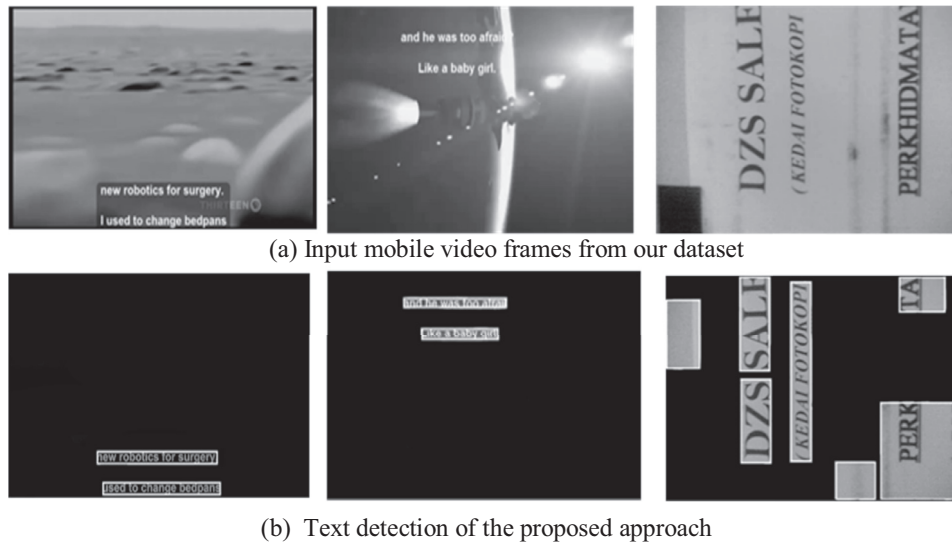 new robotics for surgery.
THIRTEEN
I used to change bedpans
and he was too afraid
Like a baby girl.
DZS SALE
(KEDAI FOTOKOPI
PERKHIDMATA
(a) Input mobile video frames from our dataset
new robotics for surgery
used to change bedpans
and he was too afrai
Like a baby girl
DZS SALE
(KEDAI FOTOKOPI
TA
PERK
(b) Text detection of the proposed approach